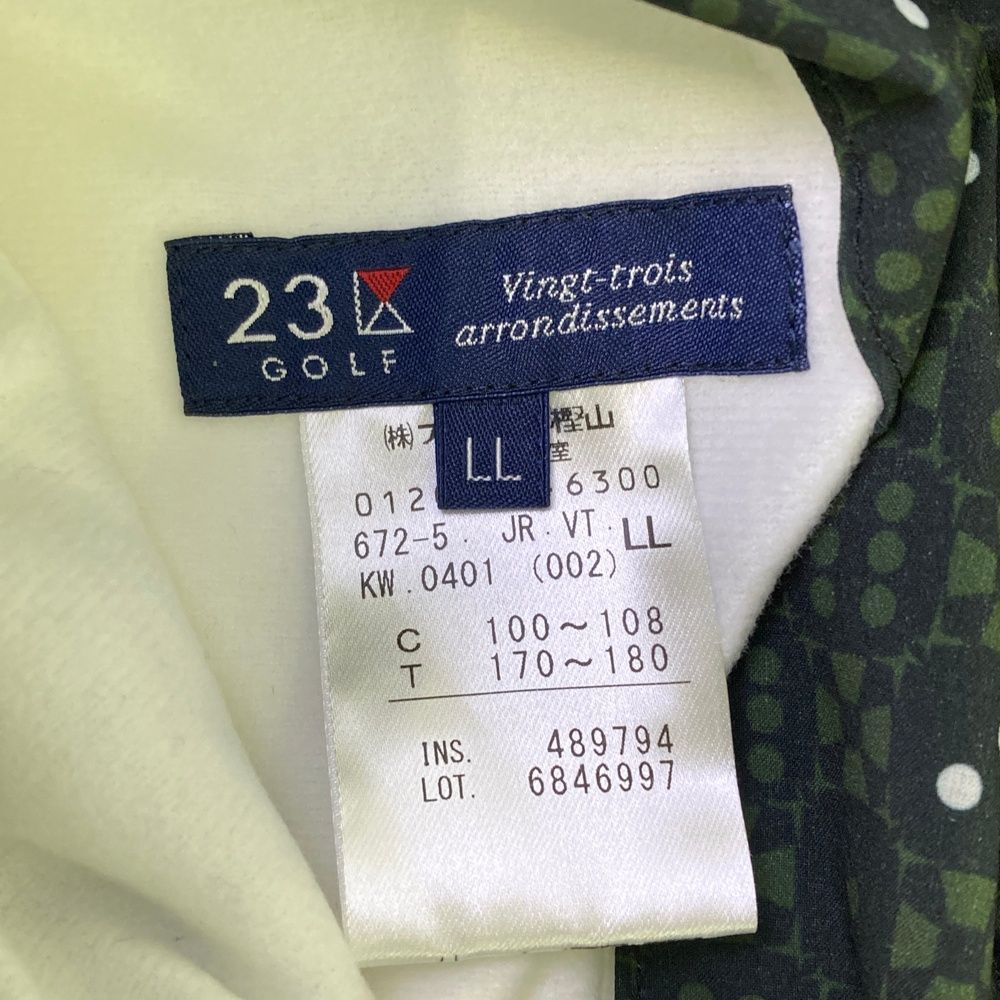 23
GOLF
Vingt-trois
arrondissements
LL
(株) 樫山
室
012 6300
672-5. JR.VT. LL
KW.0401 (002)
C 100~108
T 170~180
INS. 489794
LOT. 6846997